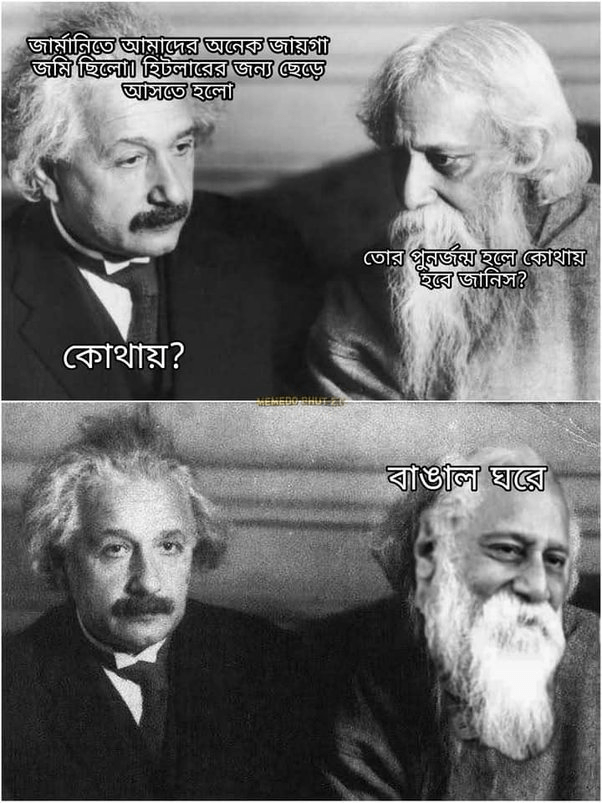 জার্মানিতে আমাদের অনেক জায়গা
জমি ছিলো। হিটলারের জন্য ছেড়ে
আসতে হলো
তোর পুনর্জন্ম হলে কোথায়
হবে জানিস?
কোথায়?
MEMEDO BHUT 2.0
বাঙাল ঘরে